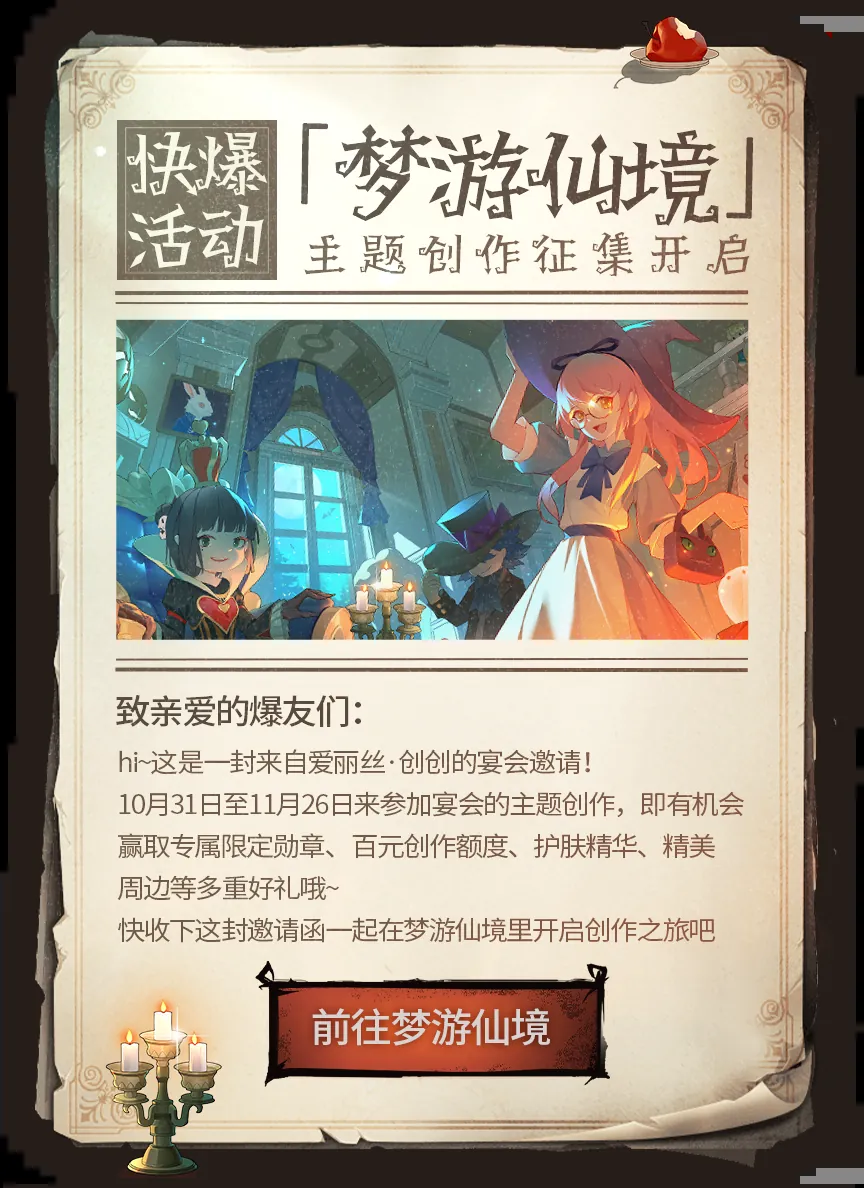 快爆
活动
「梦游仙境」
主题创作征集开启
致亲爱的爆友们：
hi~这是一封来自爱丽丝·创创的宴会邀请！
10月31日至11月26日来参加宴会的主题创作，即有机会
赢取专属限定勋章、百元创作额度、护肤精华、精美
周边等多重好礼哦~
快收下这封邀请函一起在梦游仙境里开启创作之旅吧
前往梦游仙境